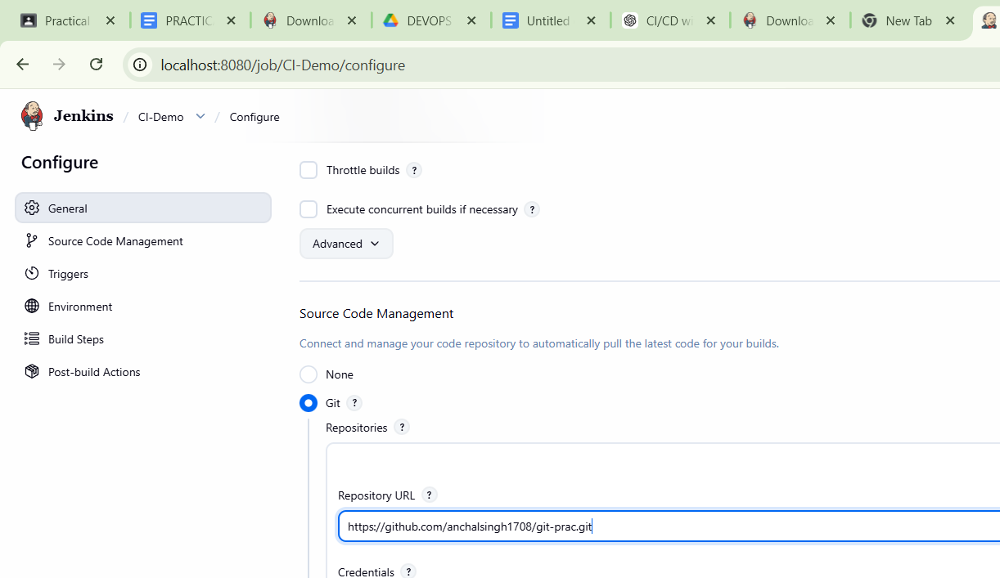 Practical
PRACTIC
Downloa
DEVOPS
Untitled
CI/CD wi
Downloa
New Tab
localhost:8080/job/CI-Demo/configure
Jenkins / CI-Demo / Configure
Configure
General
Source Code Management
Triggers
Environment
Build Steps
Post-build Actions
Throttle builds ?
Execute concurrent builds if necessary ?
Advanced
Source Code Management
Connect and manage your code repository to automatically pull the latest code for your builds.
None
Git ?
Repositories ?
Repository URL ?
https://github.com/anchalsingh1708/git-prac.git
Credentials ?